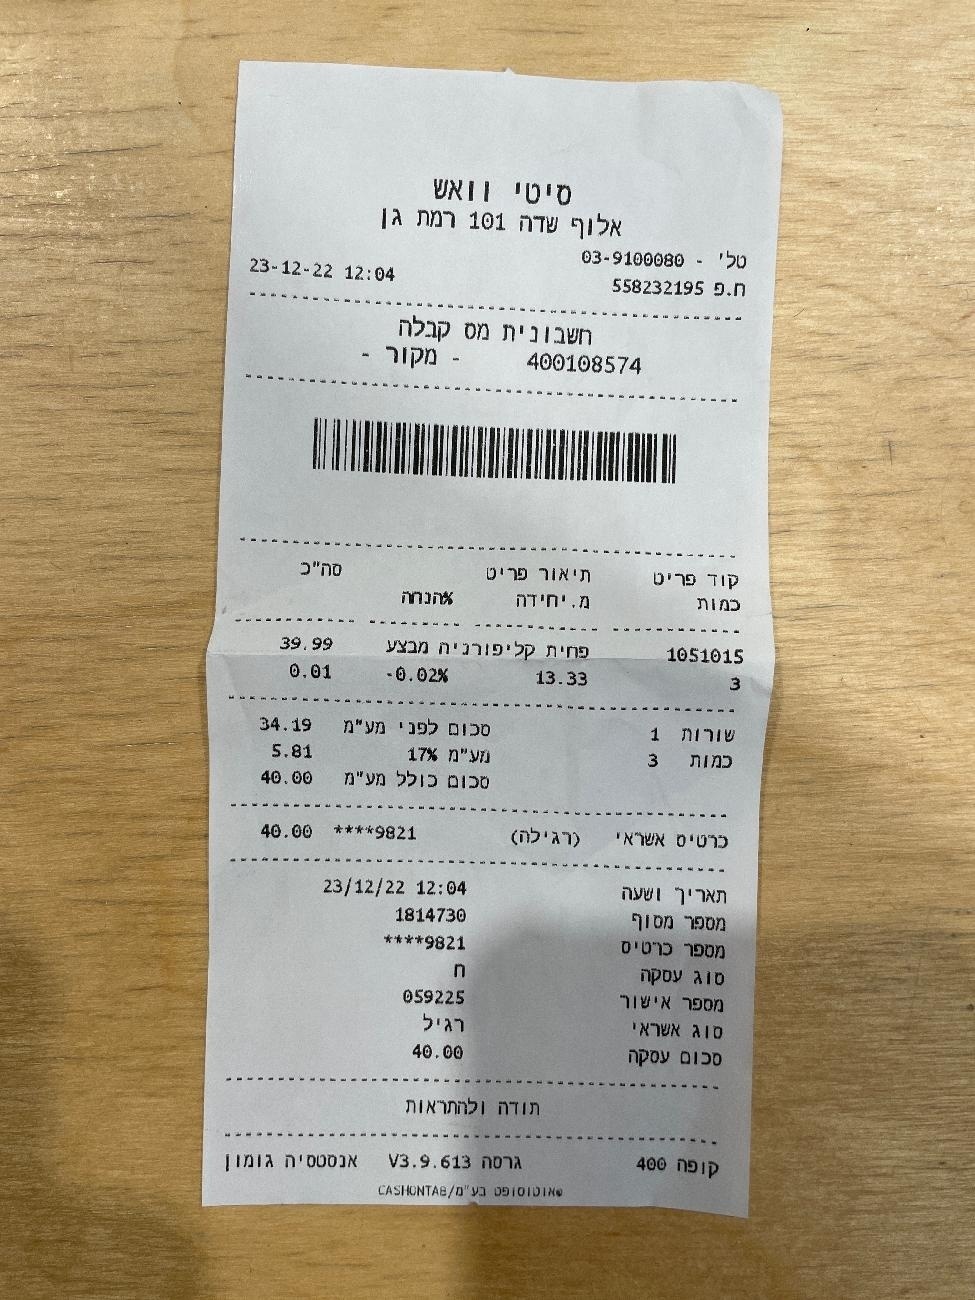 סיטי וואש
אלוף שדה 101 רמת גן
טל' - 03-9100080
ח.פ 558232195 23-12-22 12:04
חשבונית מס קבלה
400108574 - מקור -
קוד פריט תיאור פריט סה"כ
כמות מ.יחידה %הנחה
1051015 פחית קליפורניה מבצע 39.99
3 13.33 -0.02% 0.01
שורות 1 סכום לפני מע"מ 34.19
כמות 3 מע"מ 17% 5.81
סכום כולל מע"מ 40.00
כרטיס אשראי (רגילה) ****9821 40.00
תאריך ושעה 23/12/22 12:04
מספר מסוף 1814730
מספר כרטיס ****9821
סוג עסקה ח
מספר אישור 059225
סוג אשראי רגיל
סכום עסקה 40.00
תודה ולהתראות
קופה 400 גרסה V3.9.613 אנסטסיה גומון
©אוטוסופט בע"מ/CASHONTAB